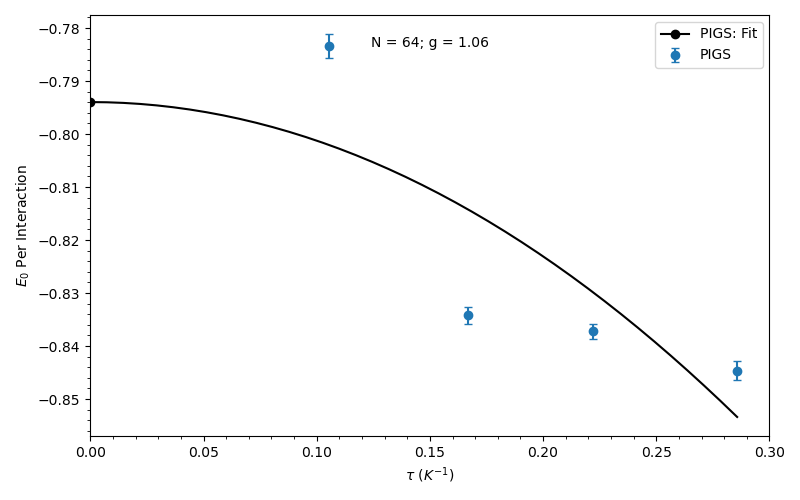 −0.78
−0.79
−0.80
−0.81
−0.82
−0.83
−0.84
−0.85
E₀ Per Interaction
N = 64; g = 1.06
PIGS: Fit
PIGS
0.00 0.05 0.10 0.15 0.20 0.25 0.30
τ (K⁻¹)